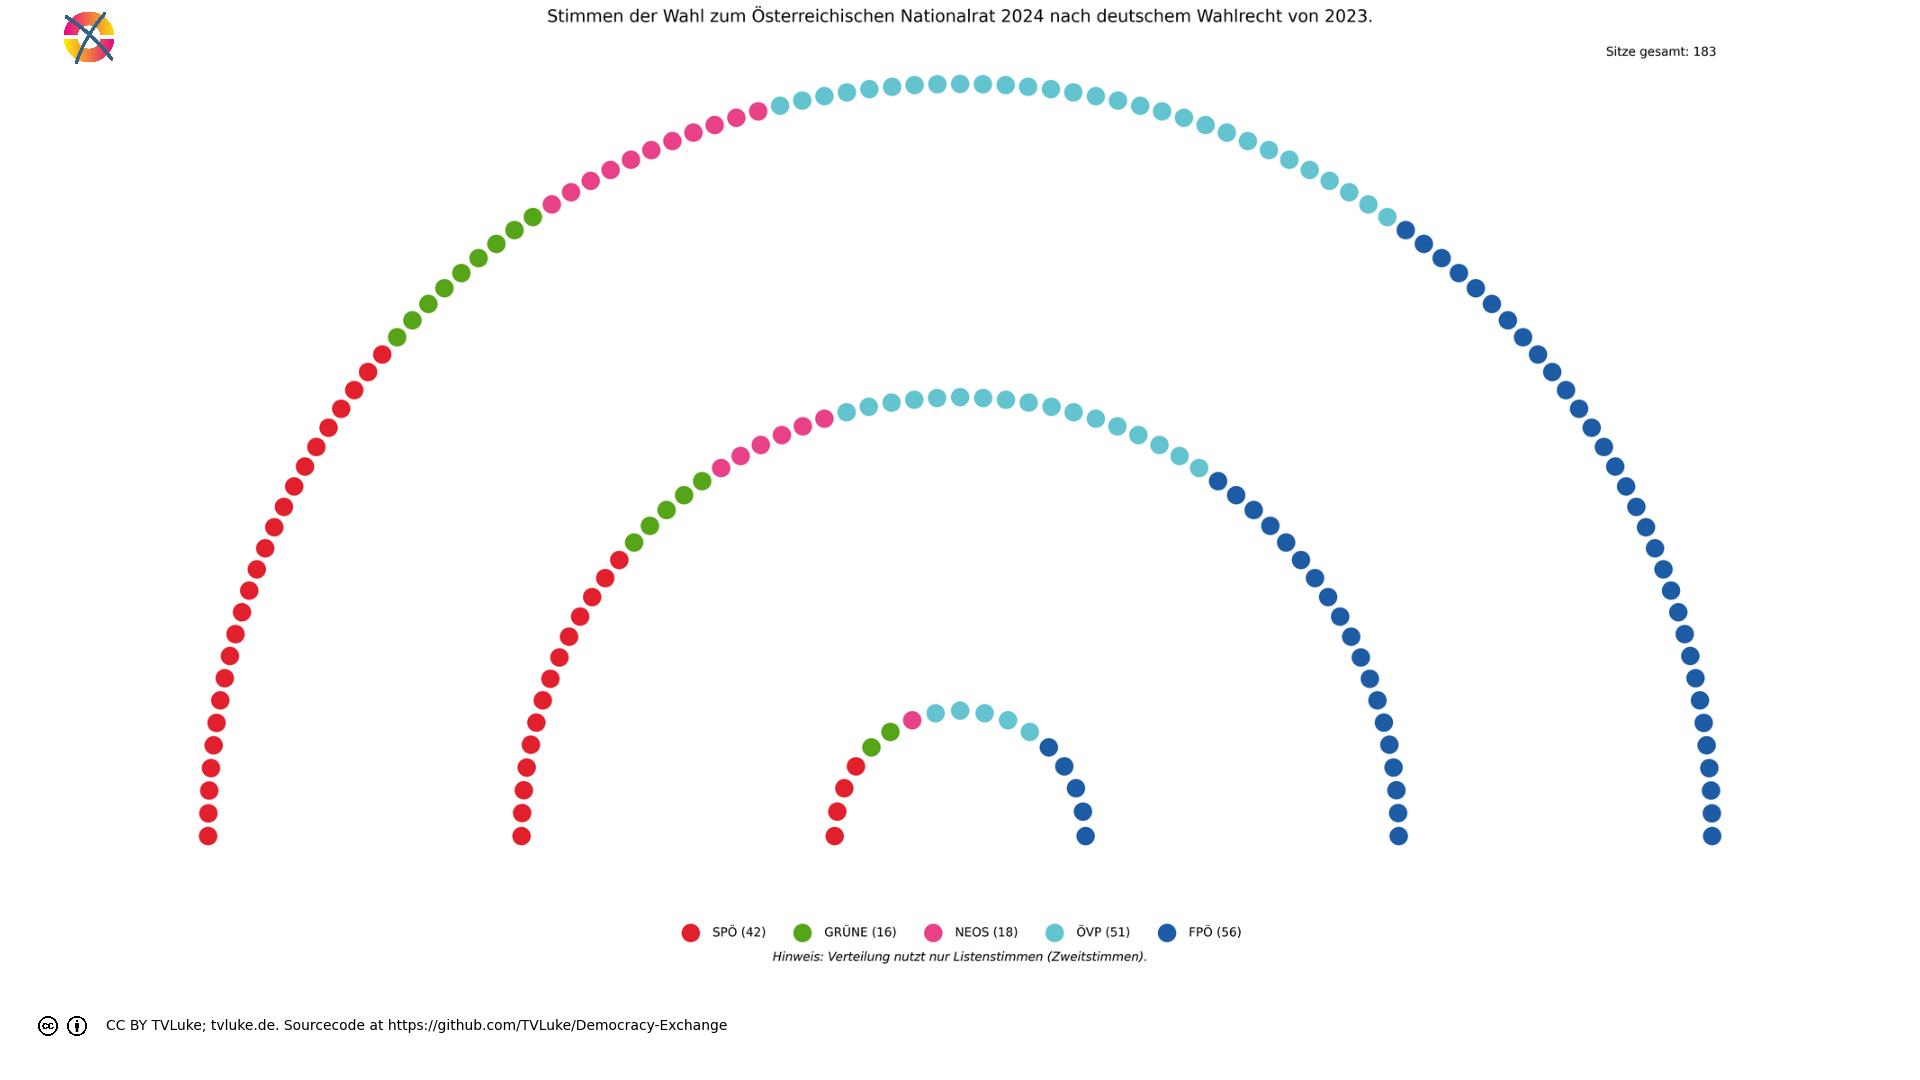 Stimmen der Wahl zum Österreichischen Nationalrat 2024 nach deutschem Wahlrecht von 2023.
Sitze gesamt: 183
SPÖ (42) GRÜNE (16) NEOS (18) ÖVP (51) FPÖ (56)
Hinweis: Verteilung nutzt nur Listenstimmen (Zweitstimmen).
cc CC BY TVLuke; tvluke.de. Sourcecode at https://github.com/TVLuke/Democracy-Exchange